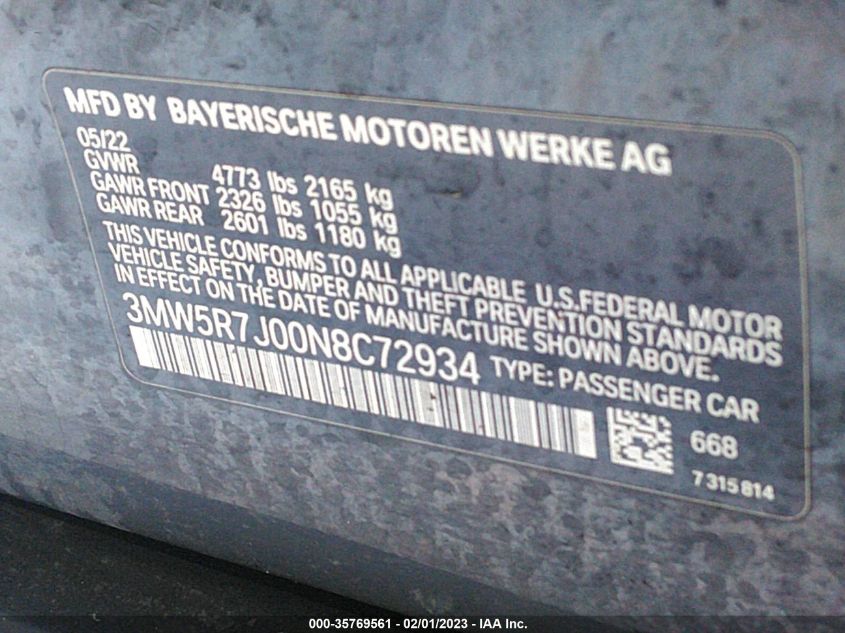 MFD BY BAYERISCHE MOTOREN WERKE AG
05/22
GVWR 4773 lbs 2165 kg
GAWR FRONT 2326 lbs 1055 kg
GAWR REAR 2601 lbs 1180 kg
THIS VEHICLE CONFORMS TO ALL APPLICABLE U.S.FEDERAL MOTOR
VEHICLE SAFETY, BUMPER AND THEFT PREVENTION STANDARDS
IN EFFECT ON THE DATE OF MANUFACTURE SHOWN ABOVE.
3MW5R7J00N8C72934 TYPE: PASSENGER CAR
668
7 315 814
000-35769561 - 02/01/2023 - IAA Inc.